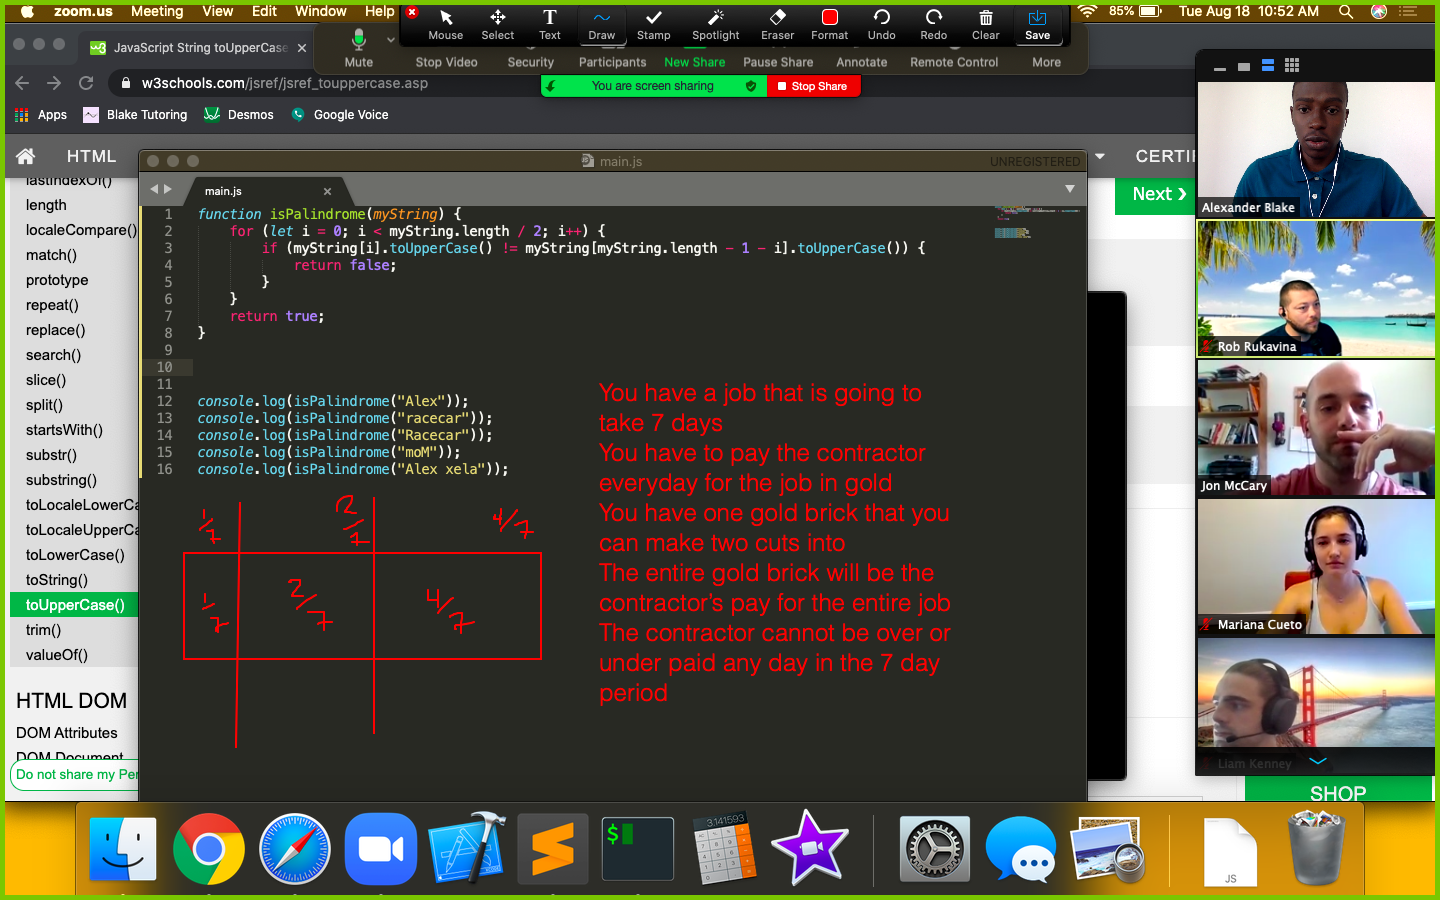 zoom.us Meeting View Edit Window Help
85% Tue Aug 18 10:52 AM
Mouse Select Text Draw Stamp Spotlight Eraser Format Undo Redo Clear Save
Mute Stop Video Security Participants New Share Pause Share Annotate Remote Control More
You are screen sharing Stop Share
JavaScript String toUpperCase
w3schools.com/jsref/jsref_touppercase.asp
Apps Blake Tutoring Desmos Google Voice
HTML
CERTI
Next ❯
lastIndexOf()
length
localeCompare()
match()
prototype
repeat()
replace()
search()
slice()
split()
startsWith()
substr()
substring()
toLocaleLowerCa
toLocaleUpperCa
toLowerCase()
toString()
toUpperCase()
trim()
valueOf()
HTML DOM
DOM Attributes
DOM Document
Do not share my Per
main.js
UNREGISTERED
main.js
1 function isPalindrome(myString) {
2 for (let i = 0; i < myString.length / 2; i++) {
3 if (myString[i].toUpperCase() != myString[myString.length - 1 - i].toUpperCase()) {
4 return false;
5 }
6 }
7 return true;
8 }
9
10
11
12 console.log(isPalindrome("Alex"));
13 console.log(isPalindrome("racecar"));
14 console.log(isPalindrome("Racecar"));
15 console.log(isPalindrome("moM"));
16 console.log(isPalindrome("Alex xela"));
1/7 2/7 4/7
1/7 2/7 4/7
You have a job that is going to
take 7 days
You have to pay the contractor
everyday for the job in gold
You have one gold brick that you
can make two cuts into
The entire gold brick will be the
contractor's pay for the entire job
The contractor cannot be over or
under paid any day in the 7 day
period
Alexander Blake
Rob Rukavina
Jon McCary
Mariana Cueto
Liam Kenney
SHOP
3.141593
JS